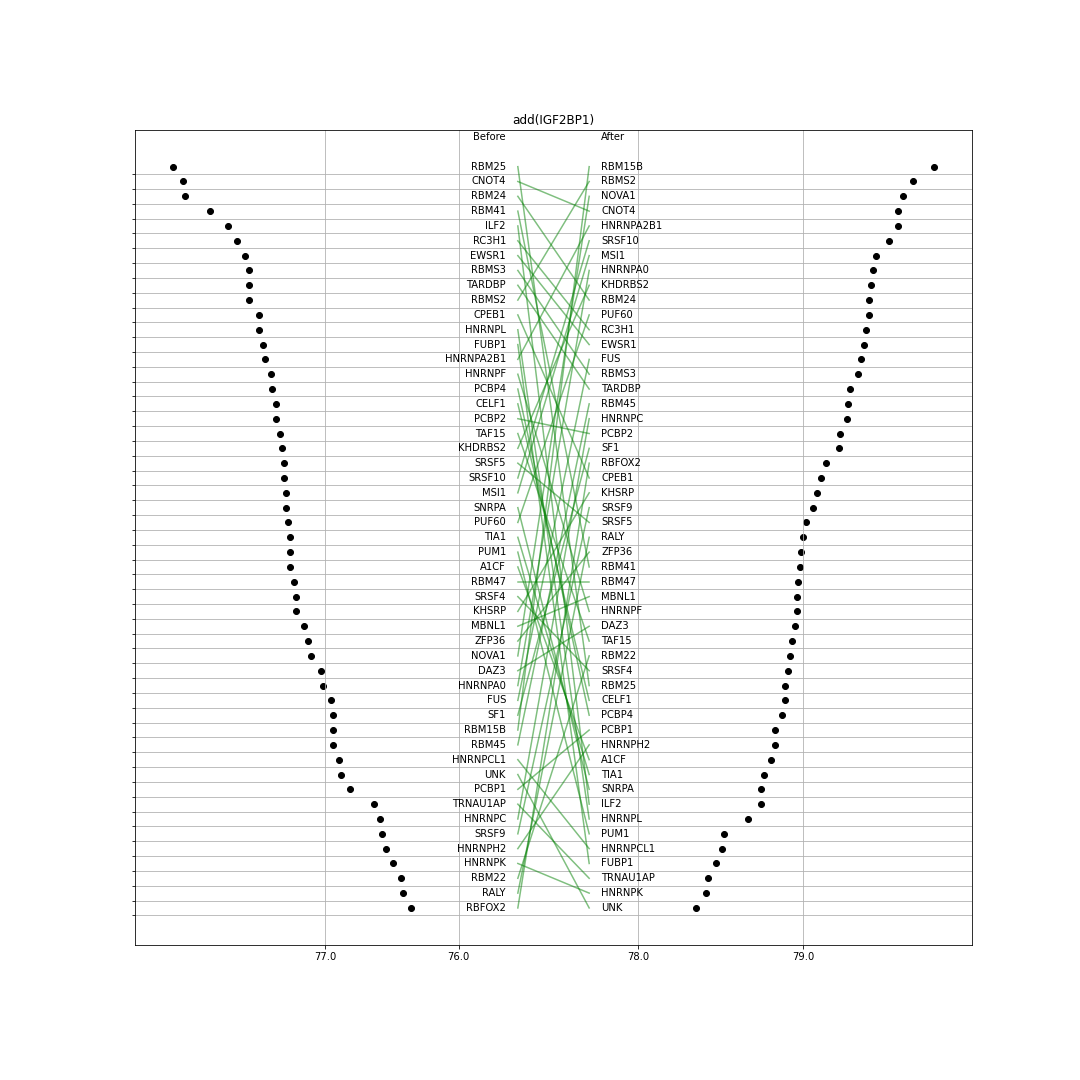 add(IGF2BP1)
Before After
RBM25 RBM15B
CNOT4 RBMS2
RBM24 NOVA1
RBM41 CNOT4
ILF2 HNRNPA2B1
RC3H1 SRSF10
EWSR1 MSI1
RBMS3 HNRNPA0
TARDBP KHDRBS2
RBMS2 RBM24
CPEB1 PUF60
HNRNPL RC3H1
FUBP1 EWSR1
HNRNPA2B1 FUS
HNRNPF RBMS3
PCBP4 TARDBP
CELF1 RBM45
PCBP2 HNRNPC
TAF15 PCBP2
KHDRBS2 SF1
SRSF5 RBFOX2
SRSF10 CPEB1
MSI1 KHSRP
SNRPA SRSF9
PUF60 SRSF5
TIA1 RALY
PUM1 ZFP36
A1CF RBM41
RBM47 RBM47
SRSF4 MBNL1
KHSRP HNRNPF
MBNL1 DAZ3
ZFP36 TAF15
NOVA1 RBM22
DAZ3 SRSF4
HNRNPA0 RBM25
FUS CELF1
SF1 PCBP4
RBM15B PCBP1
RBM45 HNRNPH2
HNRNPCL1 A1CF
UNK TIA1
PCBP1 SNRPA
TRNAU1AP ILF2
HNRNPC HNRNPL
SRSF9 PUM1
HNRNPH2 HNRNPCL1
HNRNPK FUBP1
RBM22 TRNAU1AP
RALY HNRNPK
RBFOX2 UNK
77.0 76.0 78.0 79.0